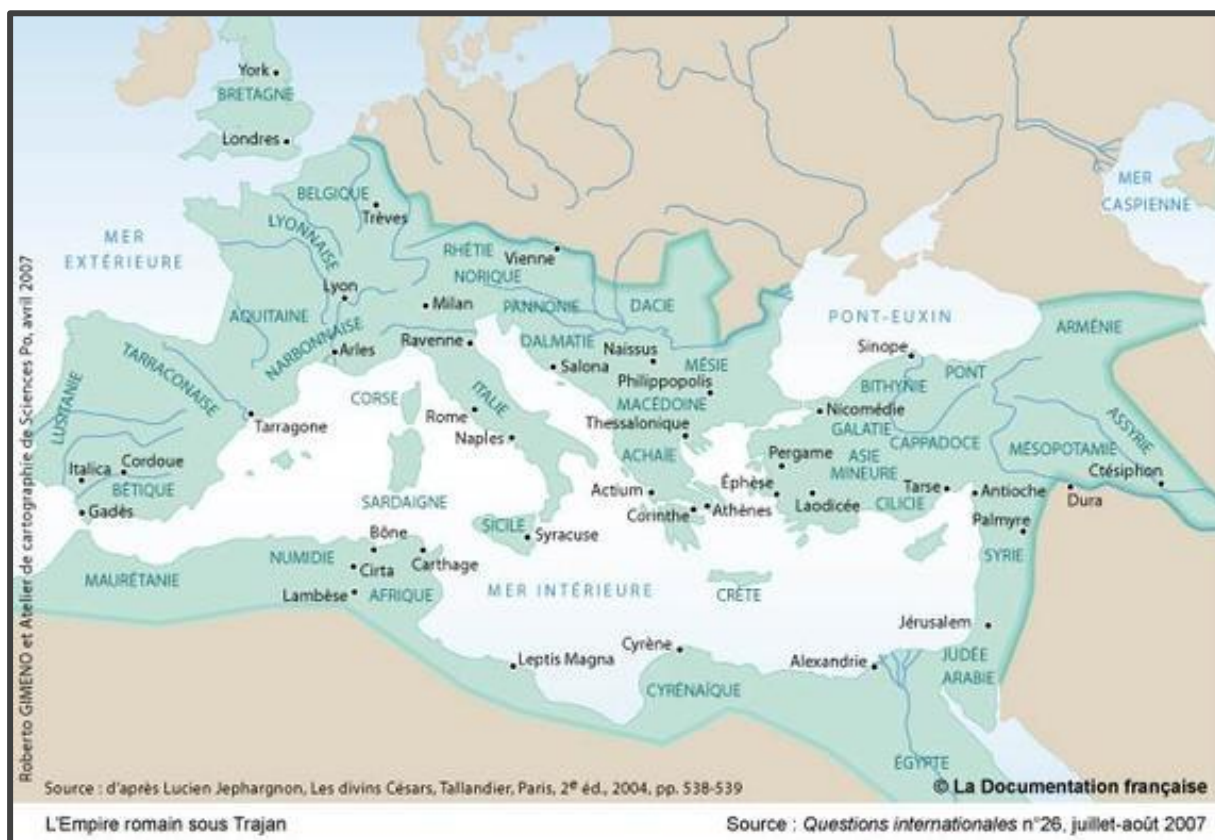 York
BRETAGNE
Londres
MER
EXTÉRIEURE
BELGIQUE
Trèves
LYONNAISE
Lyon
AQUITAINE
NARBONNAISE
Arles
RHÉTIE
Vienne
NORIQUE
Milan
PANNONIE
DACIE
Ravenne
DALMATIE
Salona
Naissus
MÉSIE
Philippopolis
MACÉDOINE
Thessalonique
ACHAÏE
Actium
Corinthe
Athènes
MER
CASPIENNE
PONT-EUXIN
Sinope
ARMÉNIE
PONT
BITHYNIE
Nicomédie
GALATIE
CAPPADOCE
ASSYRIE
MÉSOPOTAMIE
Ctésiphon
Pergame
ASIE
MINEURE
Éphèse
Laodicée
Tarse
CILICIE
Antioche
Dura
Palmyre
SYRIE
TARRACONAISE
LUSITANIE
Tarragone
Italica
Cordoue
BÉTIQUE
Gadès
CORSE
ITALIE
Rome
Naples
SARDAIGNE
SICILE
Syracuse
Bône
NUMIDIE
Cirta
Carthage
MAURÉTANIE
Lambèse
AFRIQUE
MER INTÉRIEURE
CRÈTE
Jérusalem
Leptis Magna
Cyrène
CYRÉNAÏQUE
Alexandrie
JUDÉE
ARABIE
ÉGYPTE
Roberto GIMENO et Atelier de cartographie de Sciences Po, avril 2007
Source : d'après Lucien Jephargnon, Les divins Césars, Tallandier, Paris, 2e éd., 2004, pp. 538-539
© La Documentation française
L'Empire romain sous Trajan
Source : Questions internationales n°26, juillet-août 2007